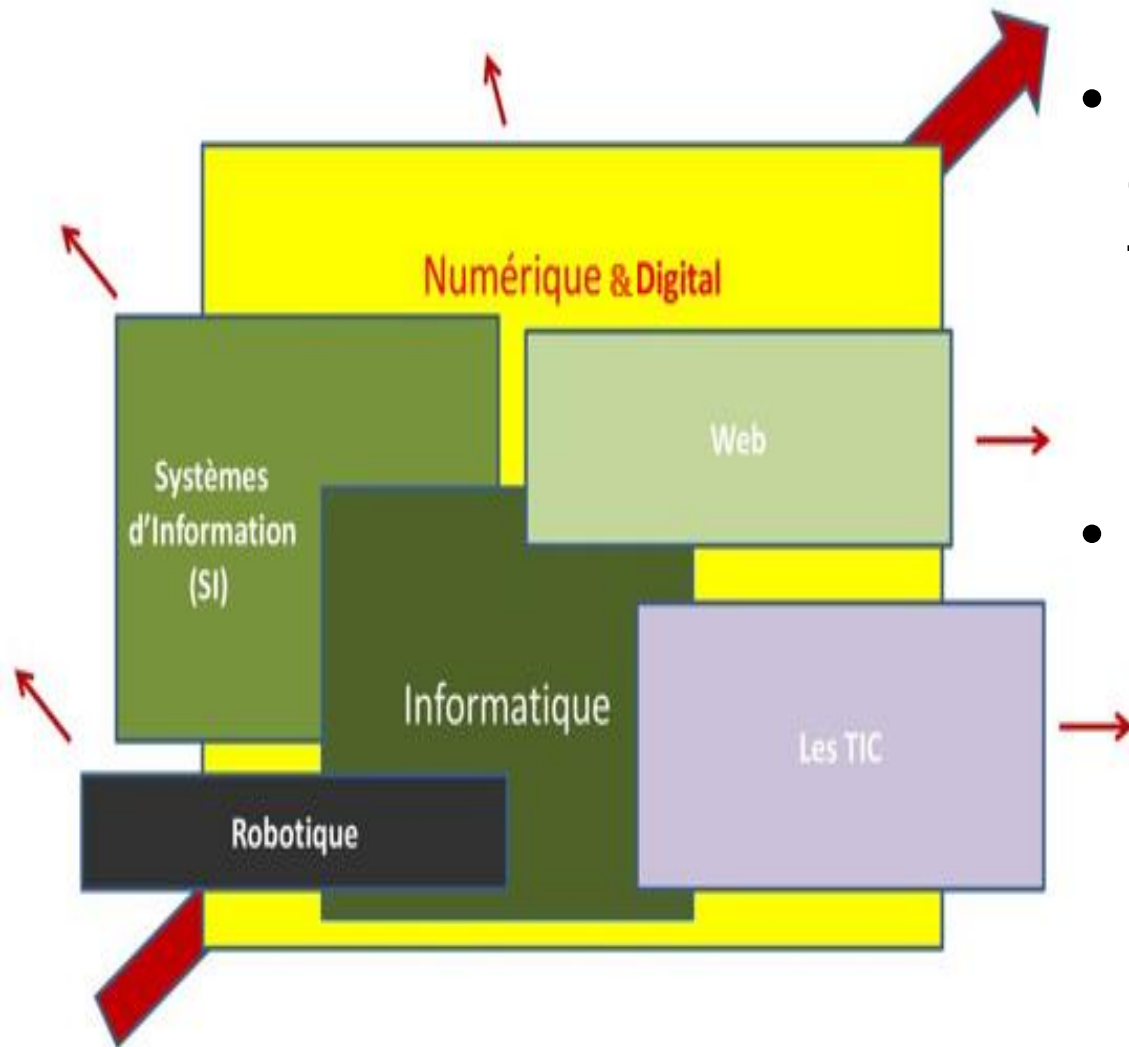 Numérique & Digital
Web
Systèmes
d'Information
(SI)
Informatique
Les TIC
Robotique